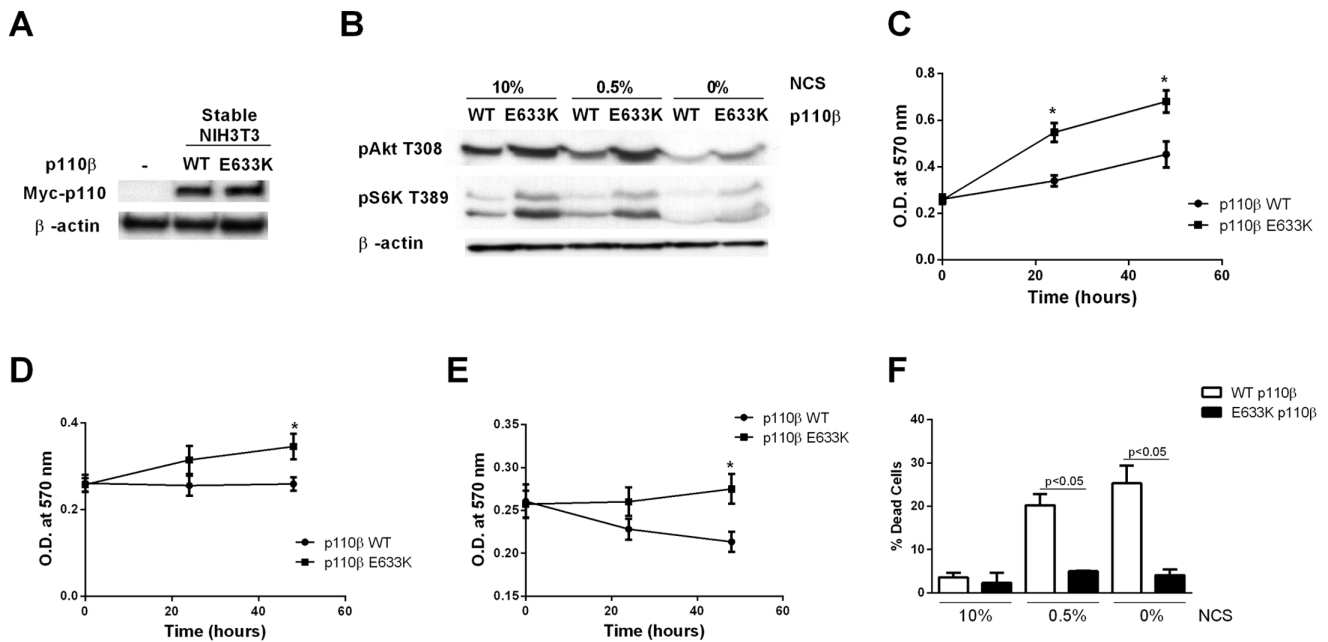 A
Stable
NIH3T3
p110β - WT E633K
Myc-p110
β -actin
B
10% 0.5% 0% NCS
WT E633K WT E633K WT E633K p110β
pAkt T308
pS6K T389
β -actin
C
0.8
*
*
0.6
0.4
0.2
0.0
O.D. at 570 nm
p110β WT
p110β E633K
0 20 40 60
Time (hours)
D
0.4
*
0.2
0.0
O.D. at 570 nm
p110β WT
p110β E633K
0 20 40 60
Time (hours)
E
p110β WT
p110β E633K
0.35
*
0.30
0.25
0.20
0.15
O.D. at 570 nm
0 20 40 60
Time (hours)
F
WT p110β
E633K p110β
40
30
20
10
0
% Dead Cells
p<0.05
p<0.05
10% 0.5% 0% NCS